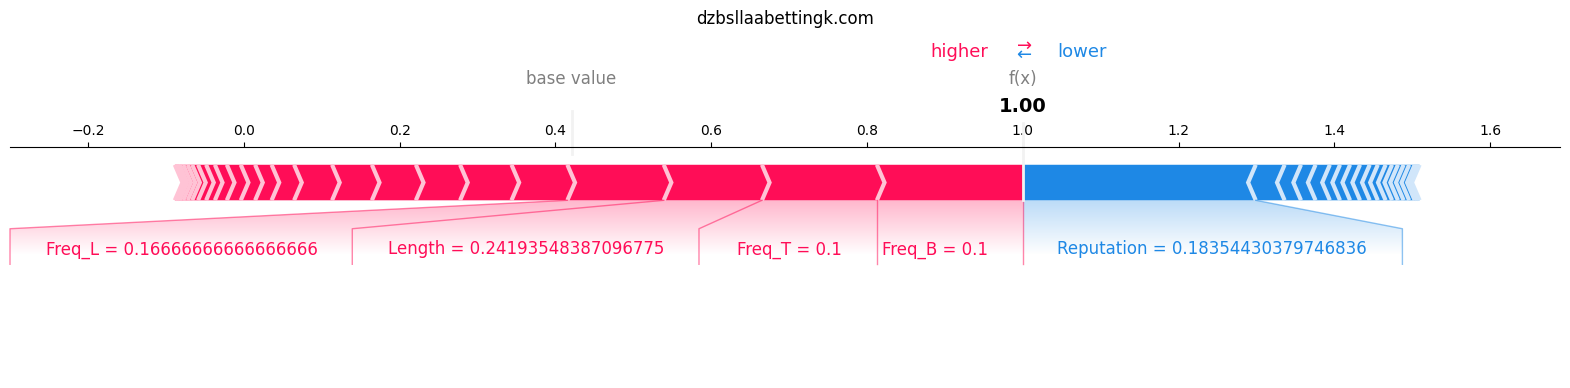 dzbsllaabettingk.com
higher ⇄ lower
base value f(x)
1.00
−0.2 0.0 0.2 0.4 0.6 0.8 1.0 1.2 1.4 1.6
Freq_L = 0.16666666666666666 Length = 0.24193548387096775 Freq_T = 0.1 Freq_B = 0.1 Reputation = 0.18354430379746836